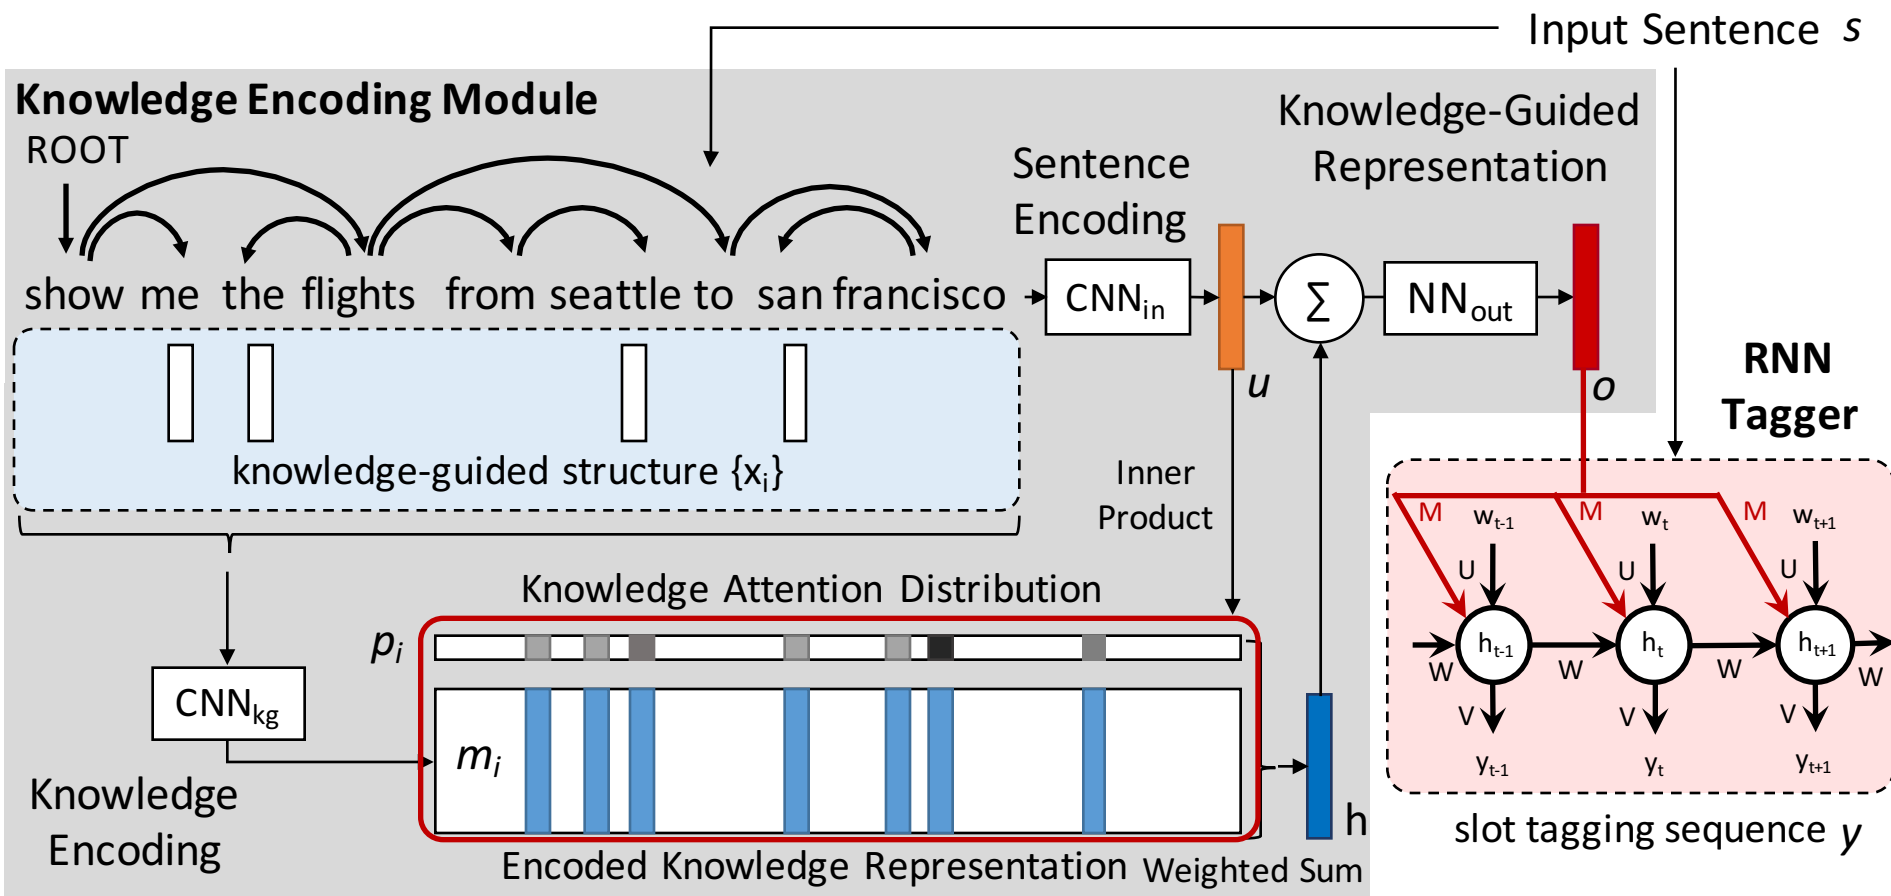 Input Sentence s
Knowledge Encoding Module
ROOT
Knowledge-Guided
Representation
Sentence
Encoding
show me the flights from seattle to san francisco
CNNin
Σ
NNout
u
o
knowledge-guided structure {xi}
RNN
Tagger
Inner
Product
M M M
wt-1 wt wt+1
U U U
ht-1 ht ht+1
W W W W
V V V
yt-1 yt yt+1
slot tagging sequence y
Knowledge Attention Distribution
pi
CNNkg
mi
Knowledge
Encoding
h
Encoded Knowledge Representation
Weighted Sum